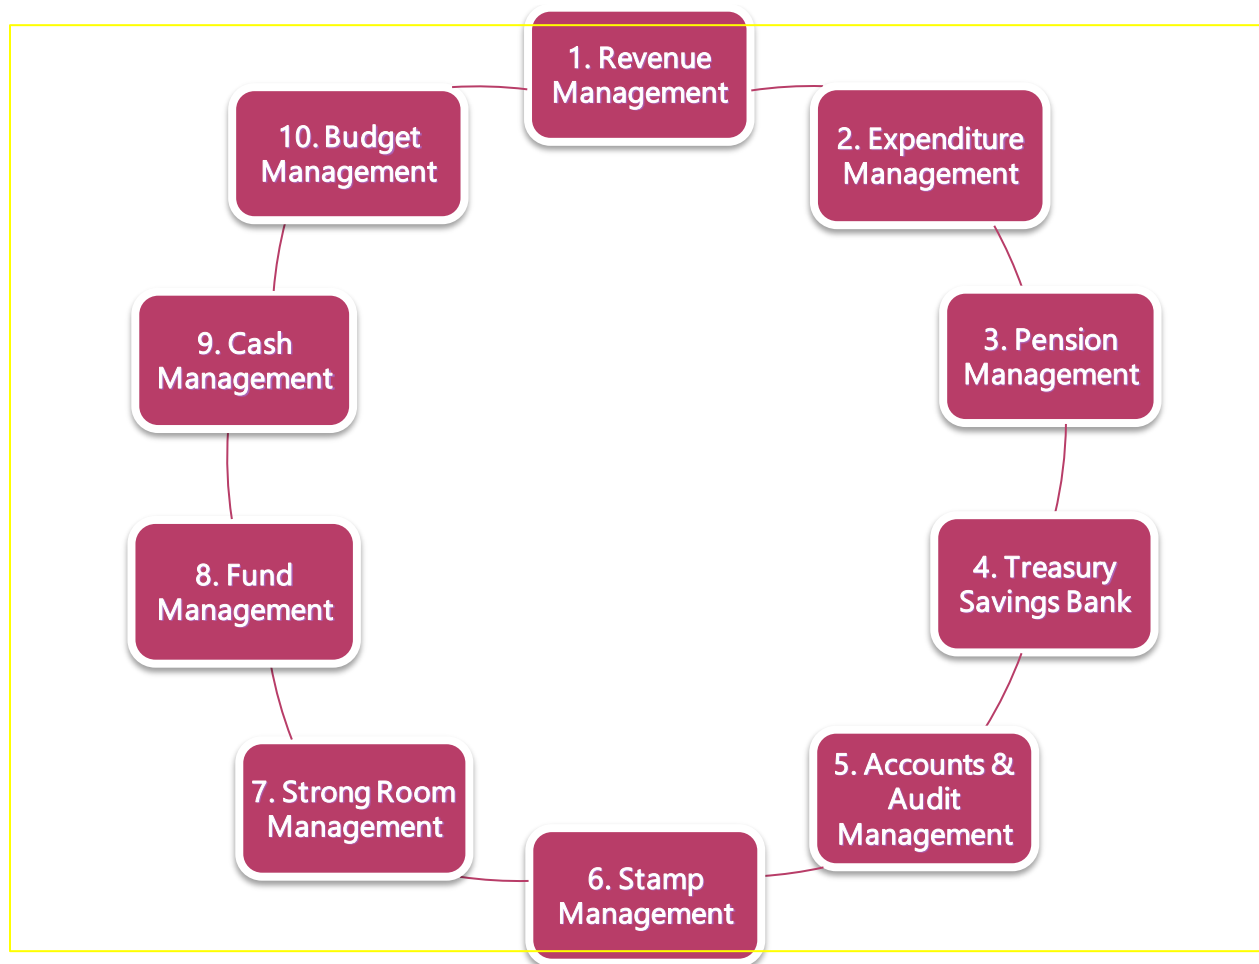 1. Revenue
Management
2. Expenditure
Management
3. Pension
Management
4. Treasury
Savings Bank
5. Accounts &
Audit
Management
6. Stamp
Management
7. Strong Room
Management
8. Fund
Management
9. Cash
Management
10. Budget
Management